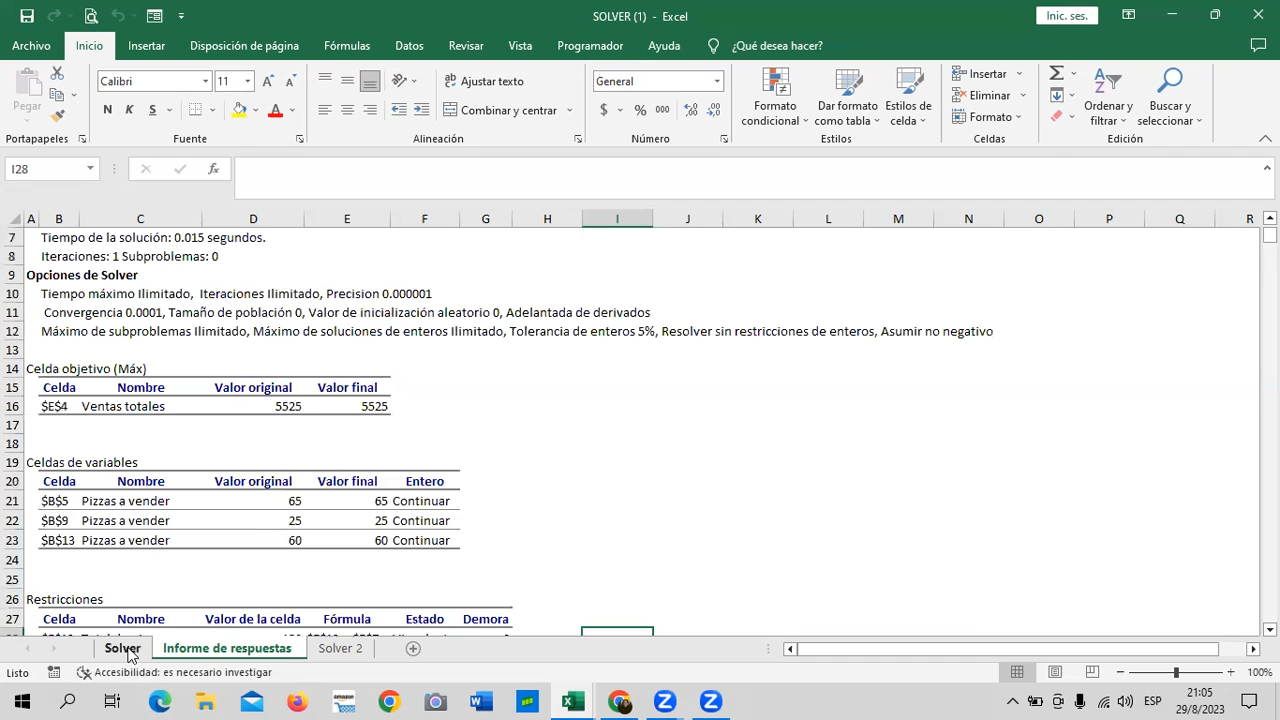 SOLVER (1) - Excel
Inic. ses.
Archivo Inicio Insertar Disposición de página Fórmulas Datos Revisar Vista Programador Ayuda ¿Qué desea hacer?
Pegar
Calibri 11
Ajustar texto
General
Formato condicional
Dar formato como tabla
Estilos de celda
Insertar
Eliminar
Formato
Ordenar y filtrar
Buscar y seleccionar
N K S
Combinar y centrar
$ % 000
Portapapeles Fuente Alineación Número Estilos Celdas Edición
I28 fx
A B C D E F G H I J K L M N O P Q R
7 Tiempo de la solución: 0.015 segundos.
8 Iteraciones: 1 Subproblemas: 0
9 Opciones de Solver
10 Tiempo máximo Ilimitado, Iteraciones Ilimitado, Precision 0.000001
11 Convergencia 0.0001, Tamaño de población 0, Valor de inicialización aleatorio 0, Adelantada de derivados
12 Máximo de subproblemas Ilimitado, Máximo de soluciones de enteros Ilimitado, Tolerancia de enteros 5%, Resolver sin restricciones de enteros, Asumir no negativo
13
14 Celda objetivo (Máx)
15 Celda Nombre Valor original Valor final
16 $E$4 Ventas totales 5525 5525
17
18
19 Celdas de variables
20 Celda Nombre Valor original Valor final Entero
21 $B$5 Pizzas a vender 65 65 Continuar
22 $B$9 Pizzas a vender 25 25 Continuar
23 $B$13 Pizzas a vender 60 60 Continuar
24
25
26 Restricciones
27 Celda Nombre Valor de la celda Fórmula Estado Demora
Solver Informe de respuestas Solver 2
Listo Accesibilidad: es necesario investigar 100%
ESP 21:05
29/8/2023